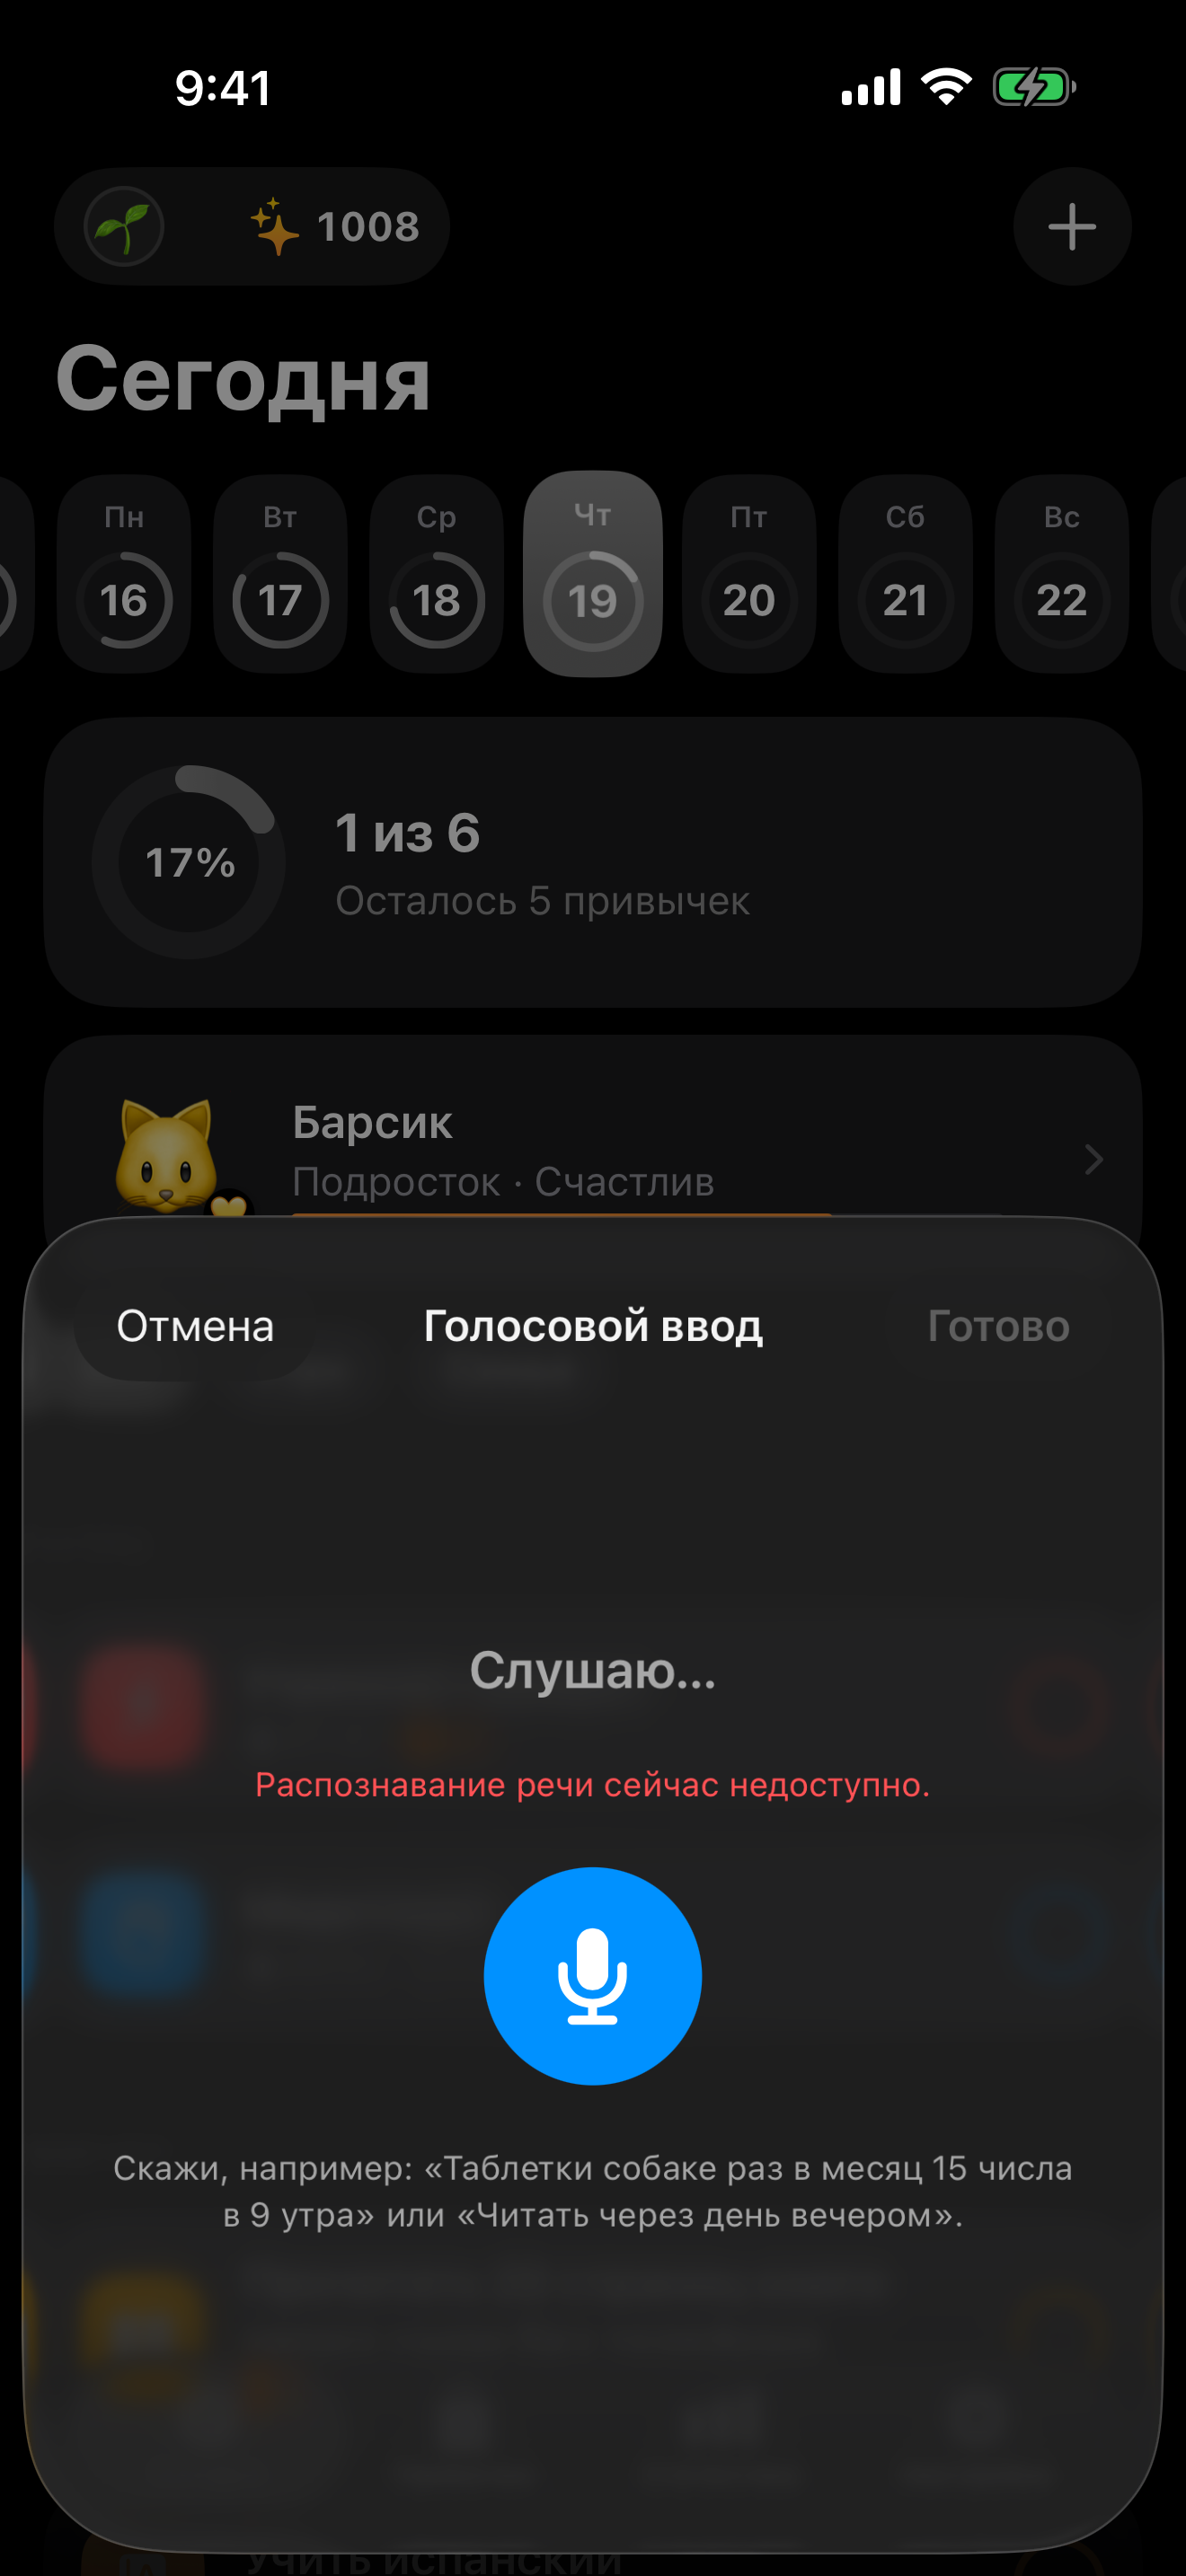 9:41
1008
Сегодня
Пн Вт Ср Чт Пт Сб Вс
16 17 18 19 20 21 22
17%
1 из 6
Осталось 5 привычек
Барсик
Подросток · Счастлив
Отмена Голосовой ввод Готово
Слушаю...
Распознавание речи сейчас недоступно.
Скажи, например: «Таблетки собаке раз в месяц 15 числа
в 9 утра» или «Читать через день вечером».
Учить испанский